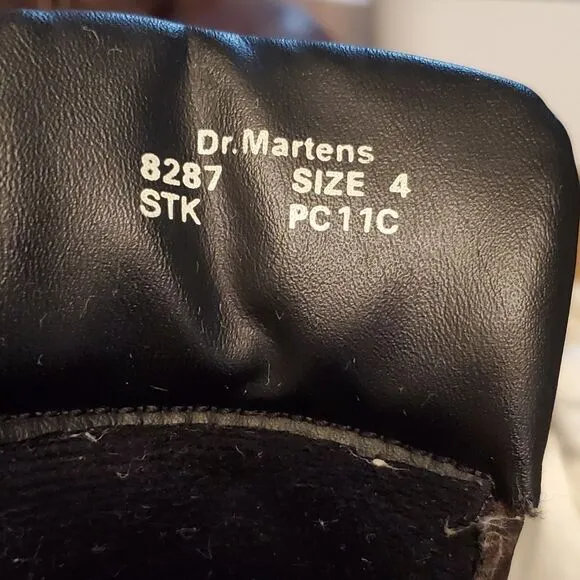 Dr. Martens
8287 SIZE 4
STK PC11C